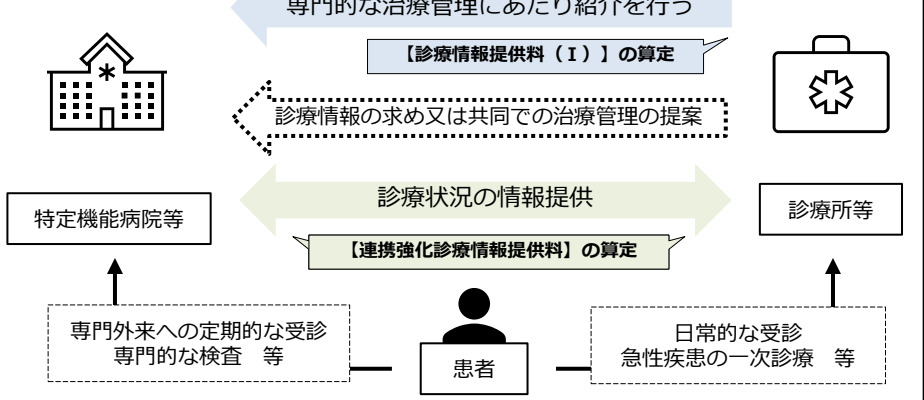 専門的な治療管理にあたり紹介を行う
【診療情報提供料（Ⅰ）】の算定
診療情報の求め又は共同での治療管理の提案
診療状況の情報提供
特定機能病院等
診療所等
【連携強化診療情報提供料】の算定
専門外来への定期的な受診
専門的な検査　等
患者
日常的な受診
急性疾患の一次診療　等